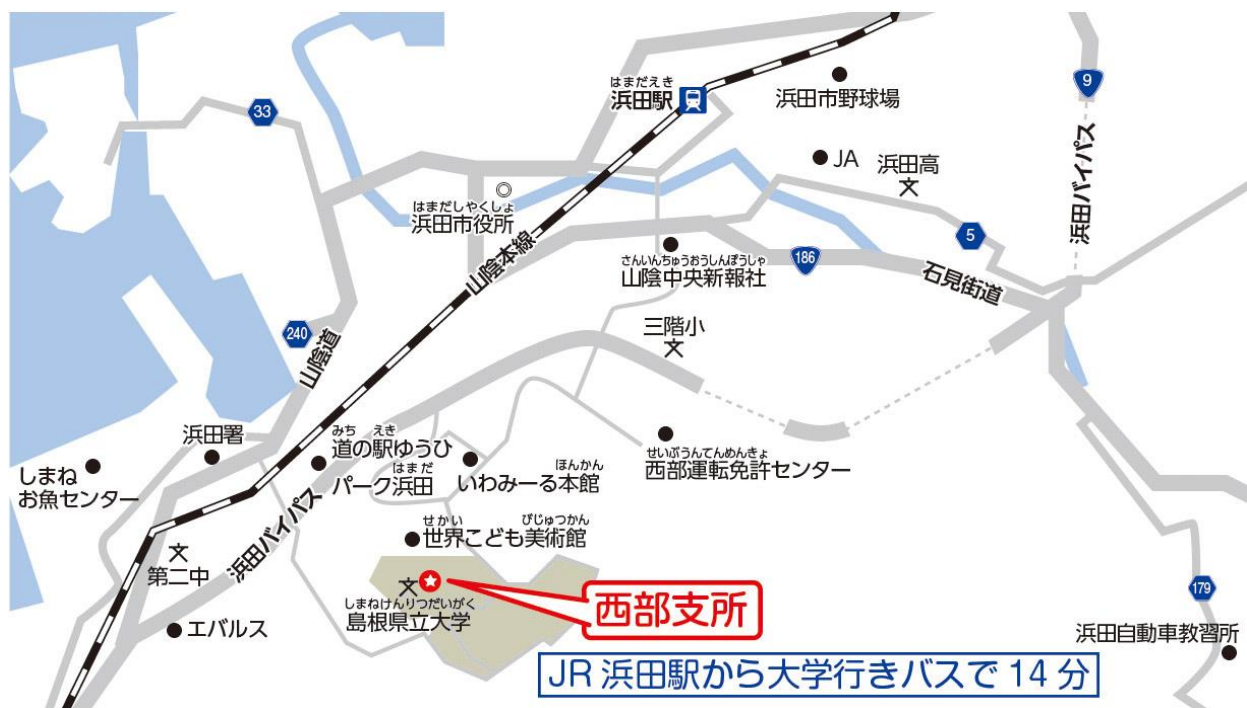 33
はまだえき
浜田駅
浜田市野球場
9
浜田バイパス
JA
浜田高
はまだしやくしょ
浜田市役所
山陰本線
さんいんちゅうおうしんぽうしゃ
山陰中央新報社
186
5
石見街道
240
山陰道
三階小
浜田署
しまね
お魚センター
みち えき
道の駅ゆうひ
はまだ
パーク浜田
ほんかん
いわみーる本館
せいぶうんてんめんきょ
西部運転免許センター
浜田バイパス
せかい びじゅつかん
世界こども美術館
第二中
エバルス
しまねけんりつだいがく
島根県立大学
西部支所
179
浜田自動車教習所
JR 浜田駅から大学行きバスで 14 分